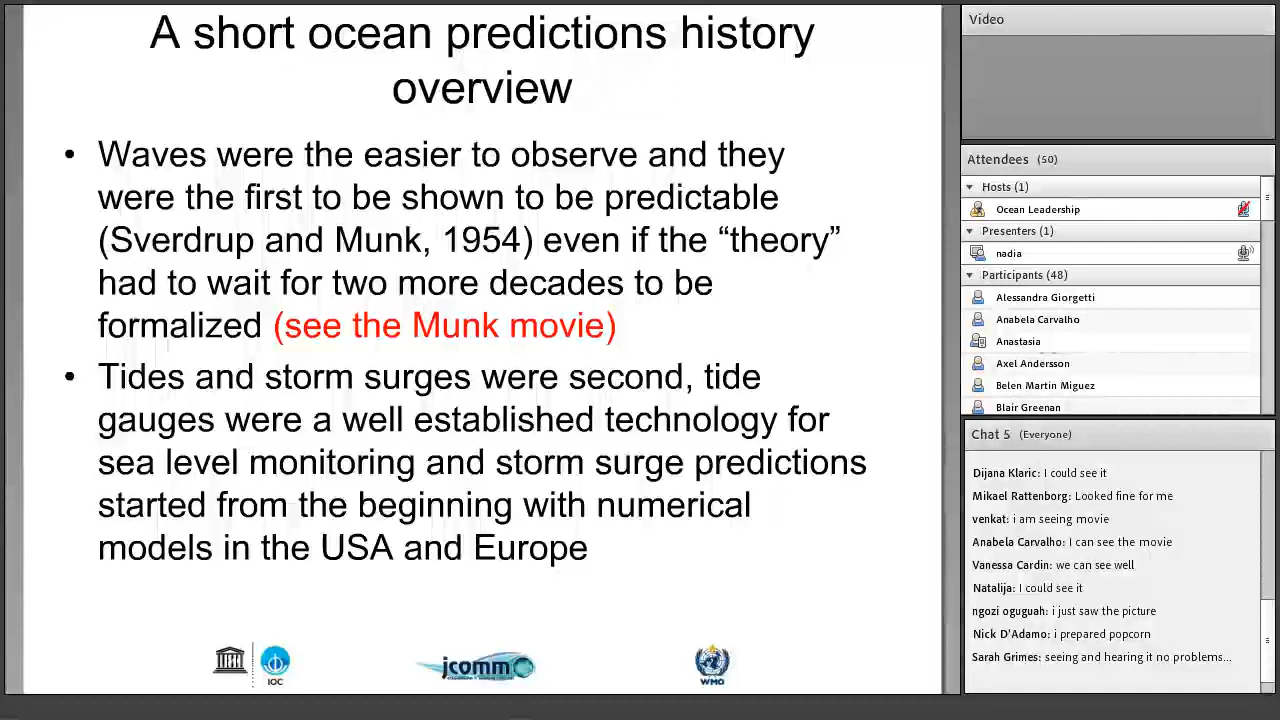 A short ocean predictions history
overview
• Waves were the easier to observe and they
were the first to be shown to be predictable
(Sverdrup and Munk, 1954) even if the “theory”
had to wait for two more decades to be
formalized (see the Munk movie)
• Tides and storm surges were second, tide
gauges were a well established technology for
sea level monitoring and storm surge predictions
started from the beginning with numerical
models in the USA and Europe
IOC
jcomm
WMO
Video
Attendees (50)
Hosts (1)
Ocean Leadership
Presenters (1)
nadia
Participants (48)
Alessandra Giorgetti
Anabela Carvalho
Anastasia
Axel Andersson
Belen Martin Miguez
Blair Greenan
Chat 5 (Everyone)
Dijana Klaric: I could see it
Mikael Rattenborg: Looked fine for me
venkat: i am seeing movie
Anabela Carvalho: I can see the movie
Vanessa Cardin: we can see well
Natalija: I could see it
ngozi oguguah: i just saw the picture
Nick D'Adamo: i prepared popcorn
Sarah Grimes: seeing and hearing it no problem